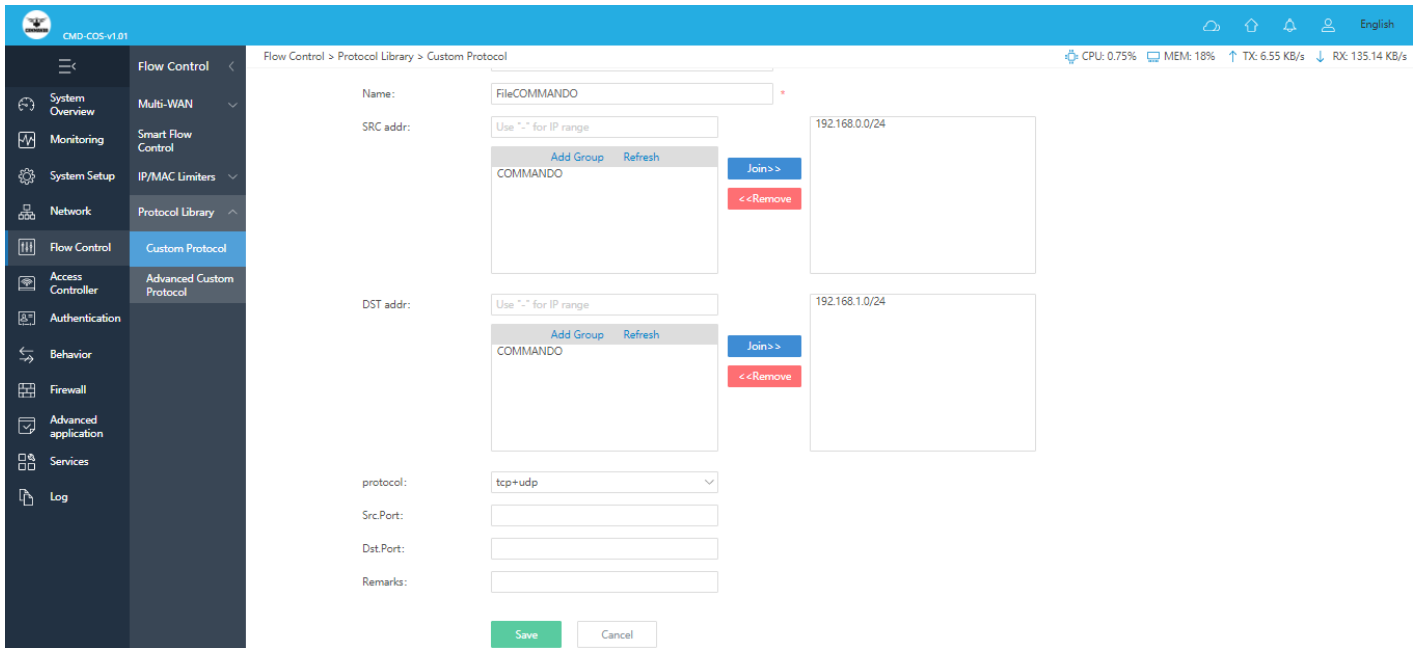 COMMANDO
CMD-COS-v1.01
English
Flow Control > Protocol Library > Custom Protocol
CPU: 0.75% MEM: 18% TX: 6.55 KB/s RX: 135.14 KB/s
System Overview
Monitoring
System Setup
Network
Flow Control
Access Controller
Authentication
Behavior
Firewall
Advanced application
Services
Log
Flow Control
Multi-WAN
Smart Flow Control
IP/MAC Limiters
Protocol Library
Custom Protocol
Advanced Custom Protocol
Name: FileCOMMANDO *
SRC addr: Use "-" for IP range
Add Group Refresh
COMMANDO
Join>>
<<Remove
192.168.0.0/24
DST addr: Use "-" for IP range
Add Group Refresh
COMMANDO
Join>>
<<Remove
192.168.1.0/24
protocol: tcp+udp
Src.Port:
Dst.Port:
Remarks:
Save Cancel